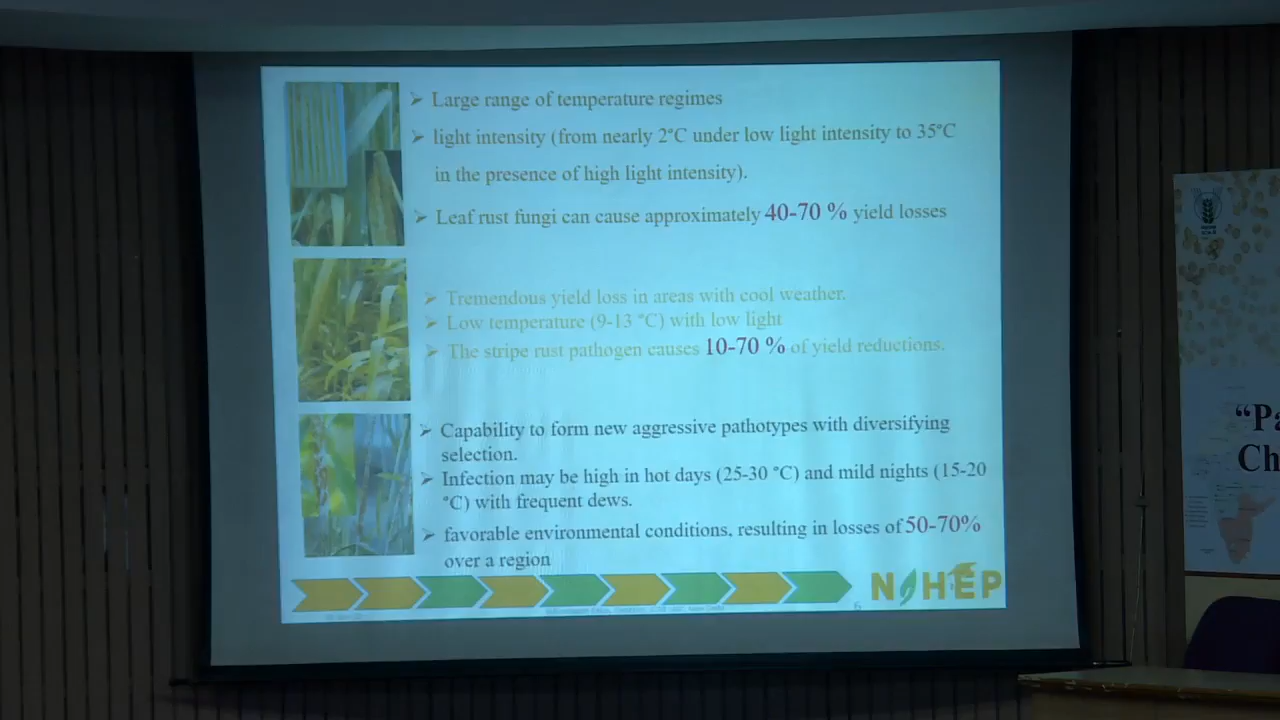 ➢ Large range of temperature regimes
➢ light intensity (from nearly 2°C under low light intensity to 35°C
in the presence of high light intensity).
➢ Leaf rust fungi can cause approximately 40-70 % yield losses
➢ Tremendous yield loss in areas with cool weather.
➢ Low temperature (9-13 °C) with low light
➢ The stripe rust pathogen causes 10-70 % of yield reductions.
➢ Capability to form new aggressive pathotypes with diversifying
selection.
➢ Infection may be high in hot days (25-30 °C) and mild nights (15-20
°C) with frequent dews.
➢ favorable environmental conditions, resulting in losses of 50-70%
over a region
NAHEP
6
“Pa
Ch